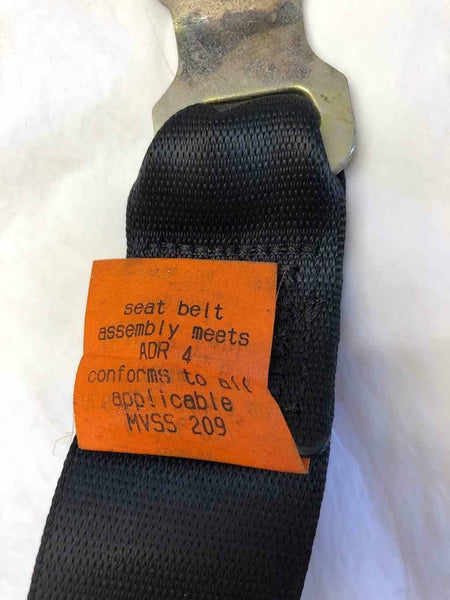 seat belt
assembly meets
ADR 4
conforms to all
applicable
MVSS 209